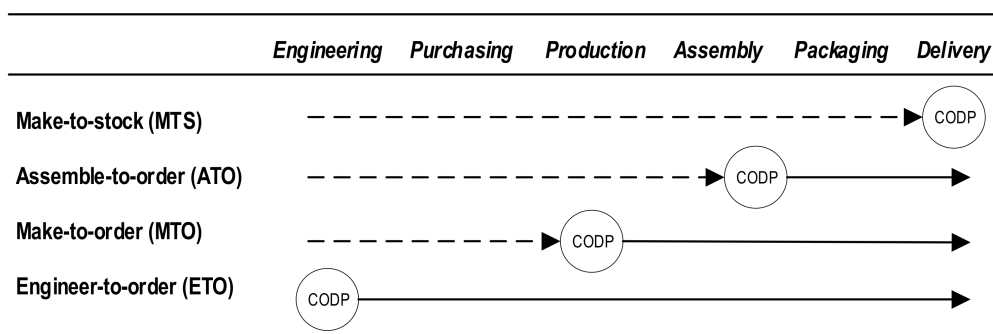 Engineering Purchasing Production Assembly Packaging Delivery
Make-to-stock (MTS) CODP
Assemble-to-order (ATO) CODP
Make-to-order (MTO) CODP
Engineer-to-order (ETO) CODP